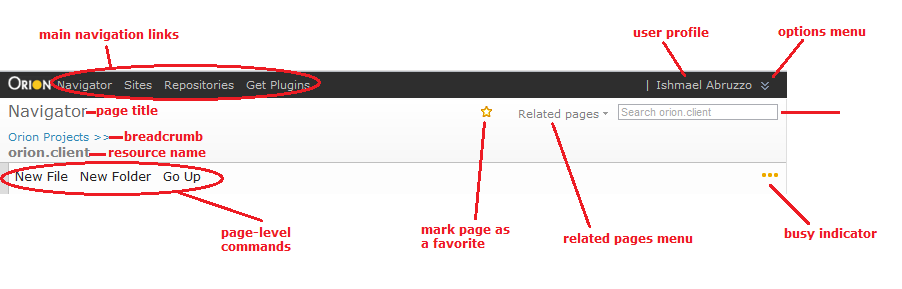 main navigation links
user profile
options menu
ORION Navigator Sites Repositories Get Plugins | Ishmael Abruzzo
Navigator page title
Related pages Search orion.client
Orion Projects >> breadcrumb
orion.client resource name
New File New Folder Go Up
page-level
commands
mark page as
a favorite
related pages menu
busy indicator